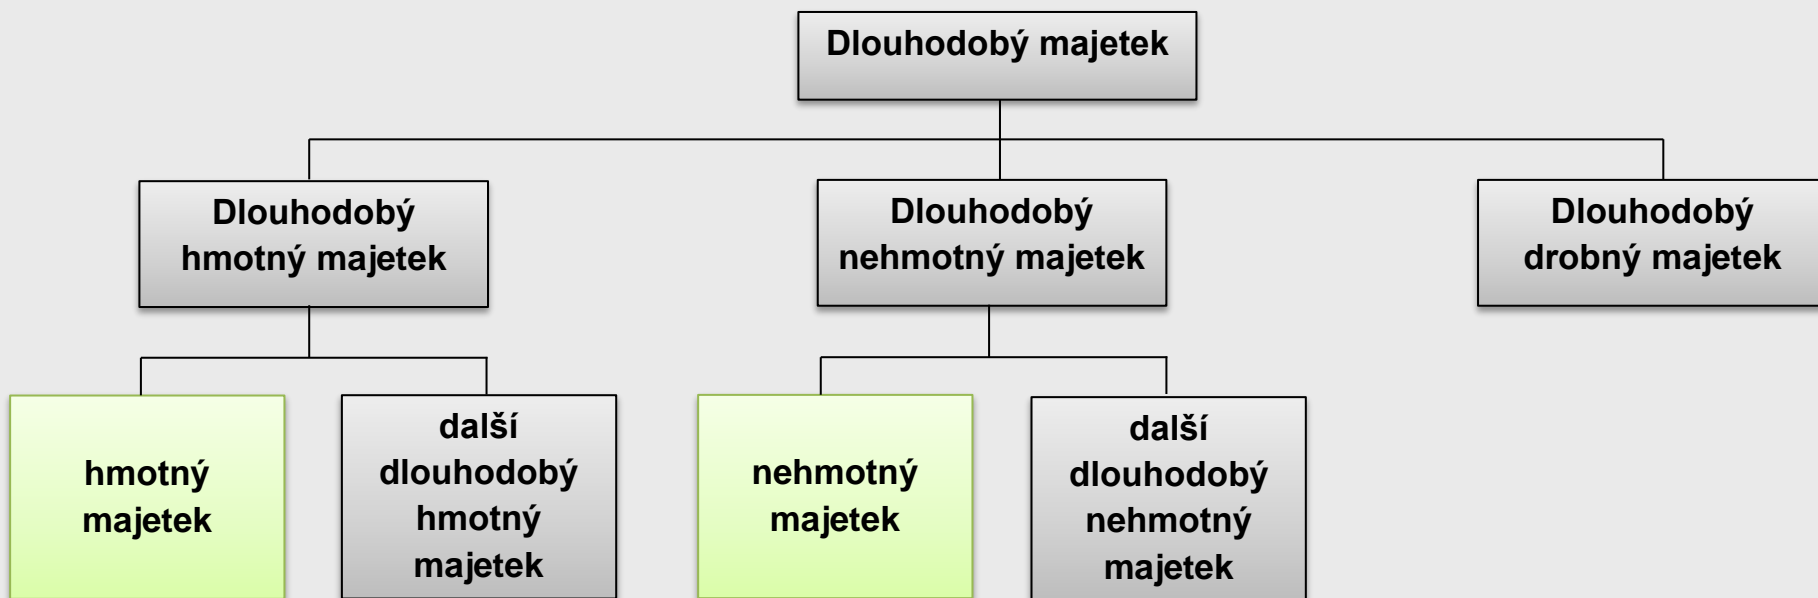 Dlouhodobý majetek
Dlouhodobý
hmotný majetek
Dlouhodobý
nehmotný majetek
Dlouhodobý
drobný majetek
hmotný
majetek
další
dlouhodobý
hmotný
majetek
nehmotný
majetek
další
dlouhodobý
nehmotný
majetek